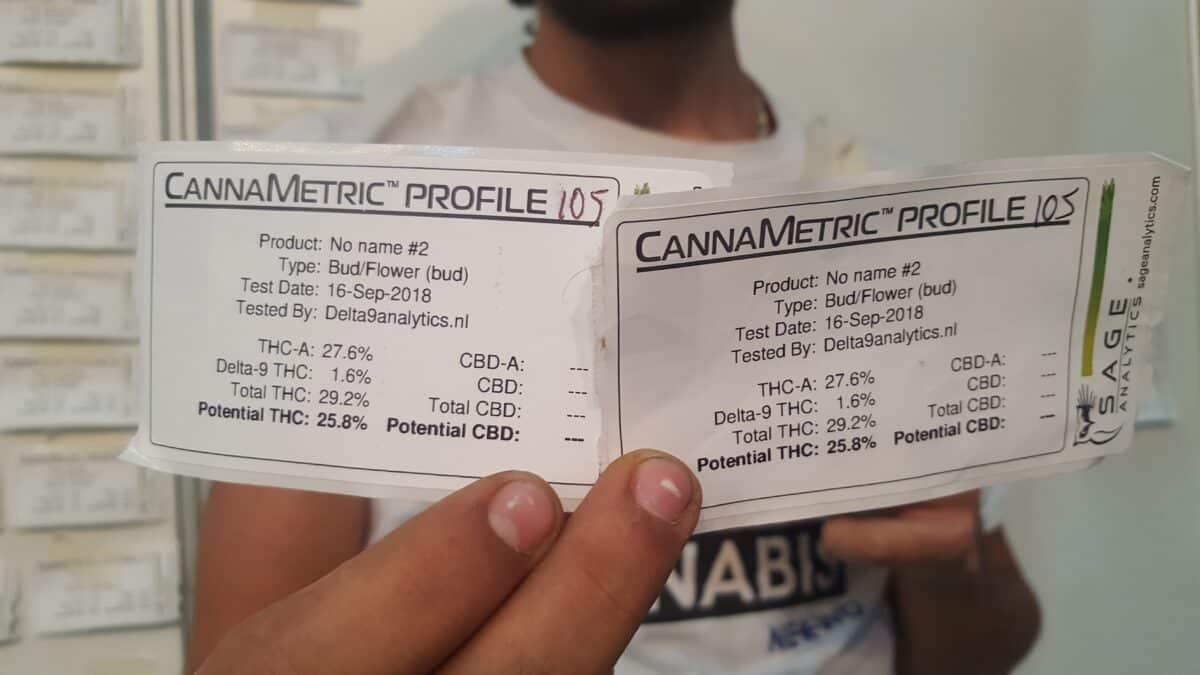 CANNAMETRIC™ PROFILE 105
Product: No name #2
Type: Bud/Flower (bud)
Test Date: 16-Sep-2018
Tested By: Delta9analytics.nl
THC-A: 27.6% CBD-A: ---
Delta-9 THC: 1.6% CBD: ---
Total THC: 29.2% Total CBD: ---
Potential THC: 25.8% Potential CBD: ---
CANNAMETRIC™ PROFILE 105
Product: No name #2
Type: Bud/Flower (bud)
Test Date: 16-Sep-2018
Tested By: Delta9analytics.nl
THC-A: 27.6% CBD-A: ---
Delta-9 THC: 1.6% CBD: ---
Total THC: 29.2% Total CBD: ---
Potential THC: 25.8% Potential CBD: ---
SAGE
ANALYTICS
sageanalytics.com
NABIS